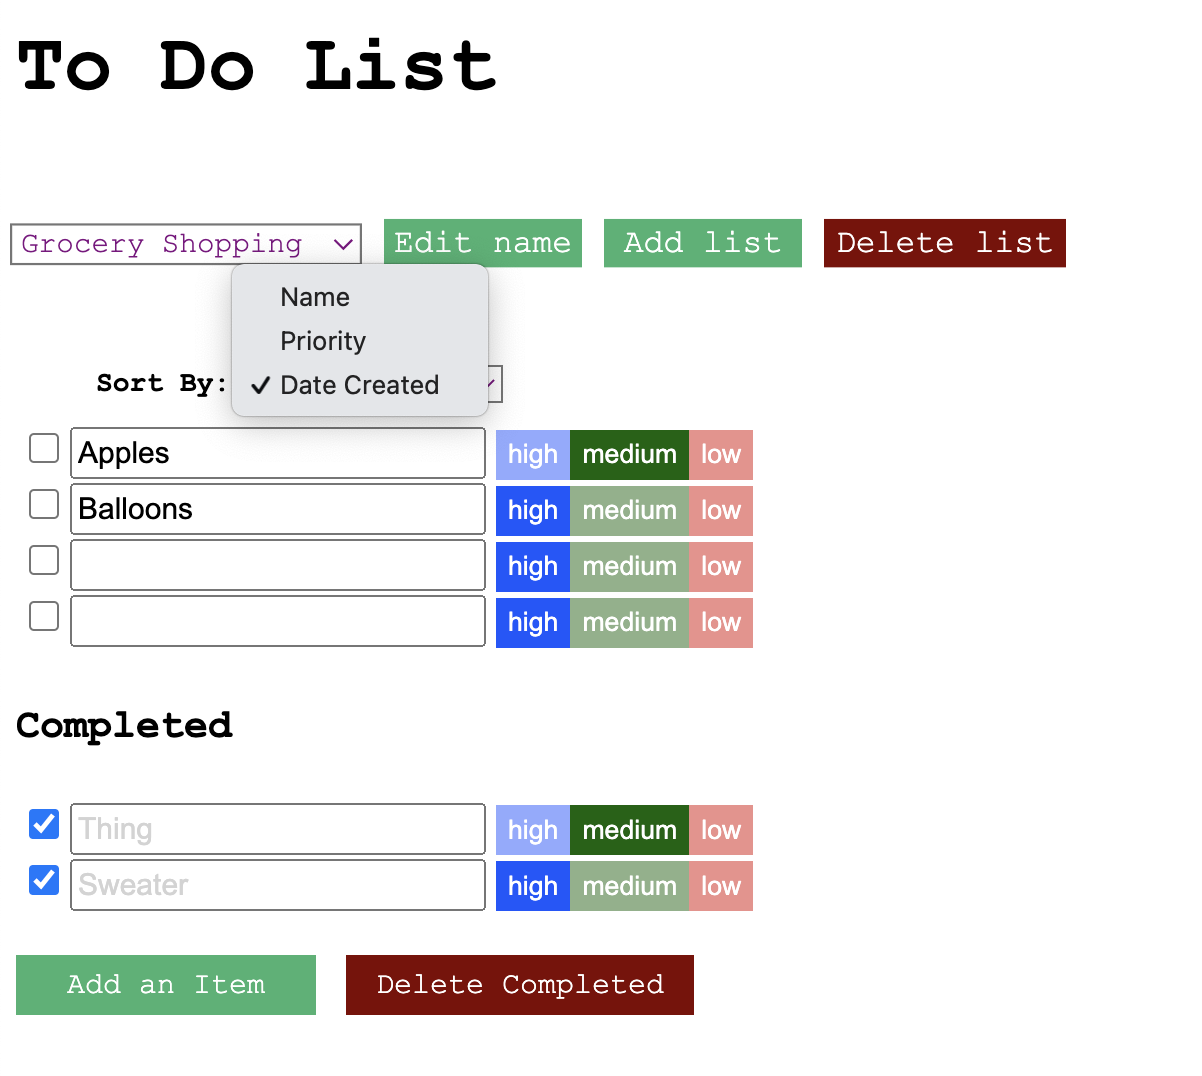 To Do List
Grocery Shopping Edit name Add list Delete list
Name
Priority
Sort By: ✓ Date Created
Apples high medium low
Balloons high medium low
high medium low
high medium low
Completed
Thing high medium low
Sweater high medium low
Add an Item Delete Completed